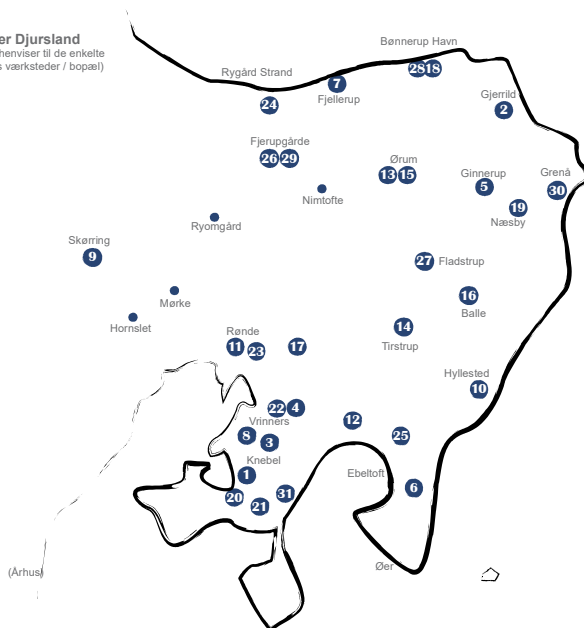 er Djursland
henviser til de enkelte
s værksteder / bopæl)
Bønnerup Havn
28 18
Rygård Strand
7
Fjellerup
24
Gjerrild
2
Fjerupgårde
26 29
Ørum
13 15
Nimtofte
Ginnerup
5
Grenå
30
19
Næsby
Ryomgård
Skørring
9
27 Fladstrup
Mørke
16
Balle
Hornslet
14
Tirstrup
Rønde
11 23 17
Hyllested
10
22 4
Vrinners
12
8 3
25
Knebel
1
Ebeltoft
6
20 21 31
Øer
(Århus)